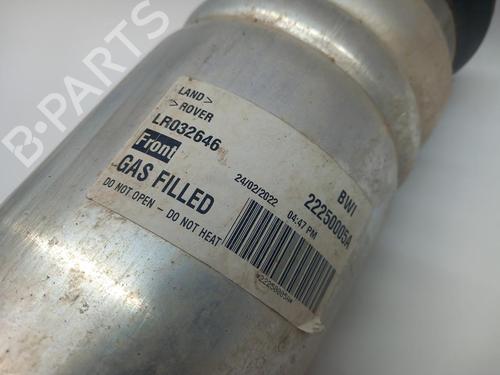 LAND>
>ROVER
LR032646
Front
GAS FILLED
DO NOT OPEN - DO NOT HEAT
24/02/2022
04:47 PM
BWI
22250005A
*22250005A*
B-PARTS